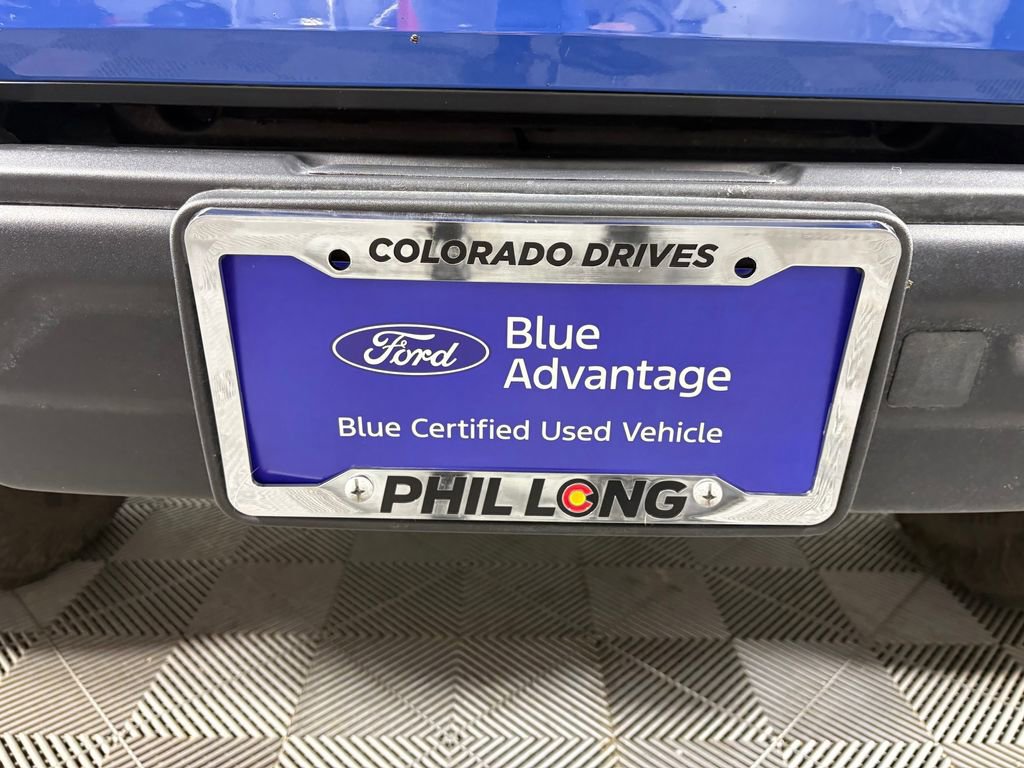 COLORADO DRIVES
Ford
Blue
Advantage
Blue Certified Used Vehicle
PHIL LONG